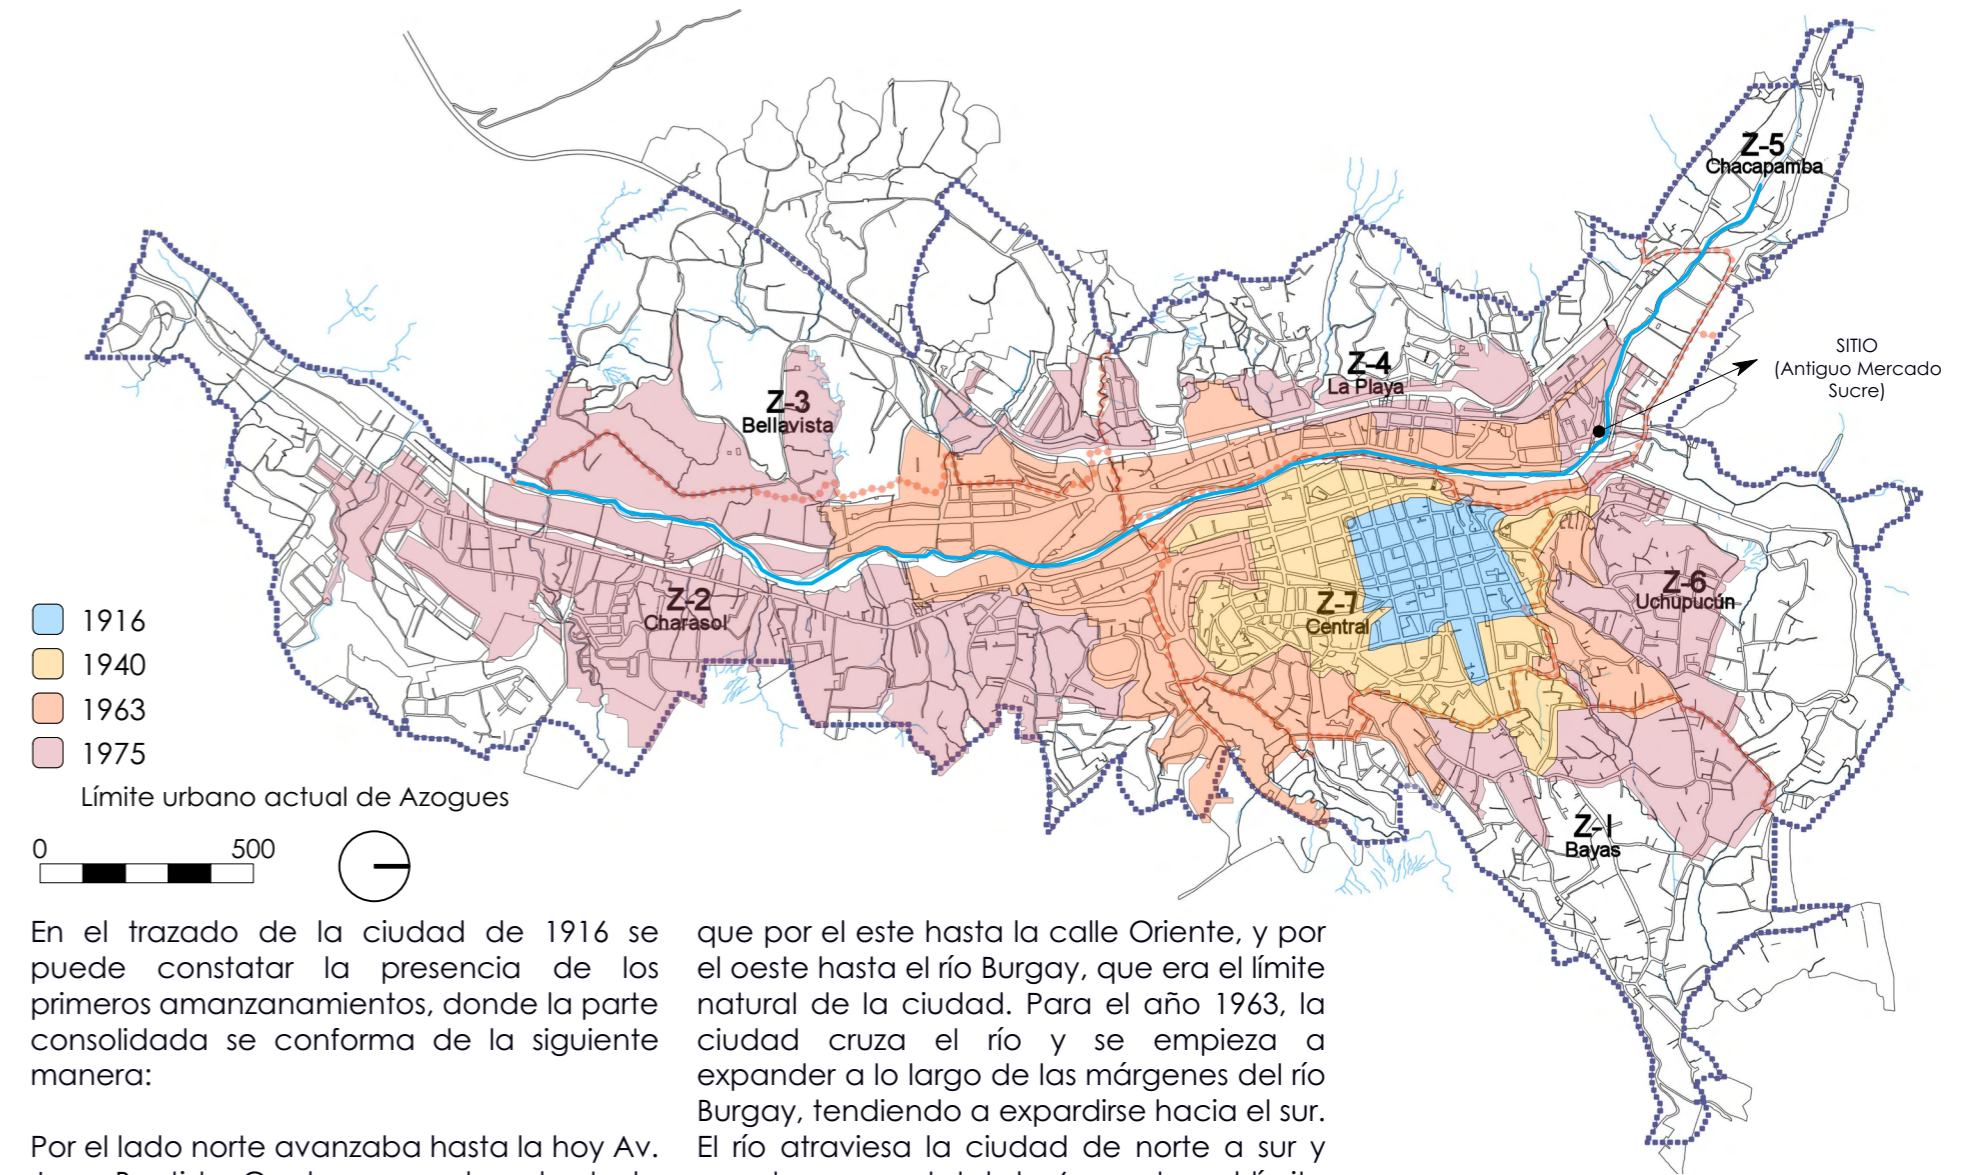 Z-5
Chacapamba
SITIO
(Antiguo Mercado
Sucre)
Z-4
La Playa
Z-3
Bellavista
Z-2
Charasol
Z-7
Central
Z-6
Uchupucún
Z-1
Bayas
1916
1940
1963
1975
Límite urbano actual de Azogues
0 500
En el trazado de la ciudad de 1916 se
puede constatar la presencia de los
primeros amanzanamientos, donde la parte
consolidada se conforma de la siguiente
manera:
Por el lado norte avanzaba hasta la hoy Av.
que por el este hasta la calle Oriente, y por
el oeste hasta el río Burgay, que era el límite
natural de la ciudad. Para el año 1963, la
ciudad cruza el río y se empieza a
expander a lo largo de las márgenes del río
Burgay, tendiendo a expardirse hacia el sur.
El río atraviesa la ciudad de norte a sur y